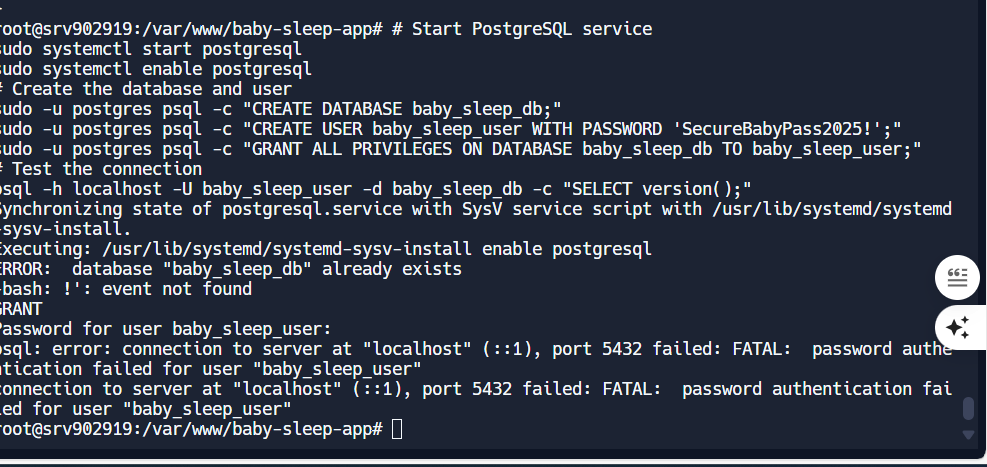 root@srv902919:/var/www/baby-sleep-app# # Start PostgreSQL service
sudo systemctl start postgresql
sudo systemctl enable postgresql
# Create the database and user
sudo -u postgres psql -c "CREATE DATABASE baby_sleep_db;"
sudo -u postgres psql -c "CREATE USER baby_sleep_user WITH PASSWORD 'SecureBabyPass2025!';"
sudo -u postgres psql -c "GRANT ALL PRIVILEGES ON DATABASE baby_sleep_db TO baby_sleep_user;"
# Test the connection
psql -h localhost -U baby_sleep_user -d baby_sleep_db -c "SELECT version();"
Synchronizing state of postgresql.service with SysV service script with /usr/lib/systemd/systemd
-sysv-install.
Executing: /usr/lib/systemd/systemd-sysv-install enable postgresql
ERROR:  database "baby_sleep_db" already exists
-bash: !': event not found
GRANT
Password for user baby_sleep_user:
psql: error: connection to server at "localhost" (::1), port 5432 failed: FATAL:  password authe
ntication failed for user "baby_sleep_user"
connection to server at "localhost" (::1), port 5432 failed: FATAL:  password authentication fai
led for user "baby_sleep_user"
root@srv902919:/var/www/baby-sleep-app#